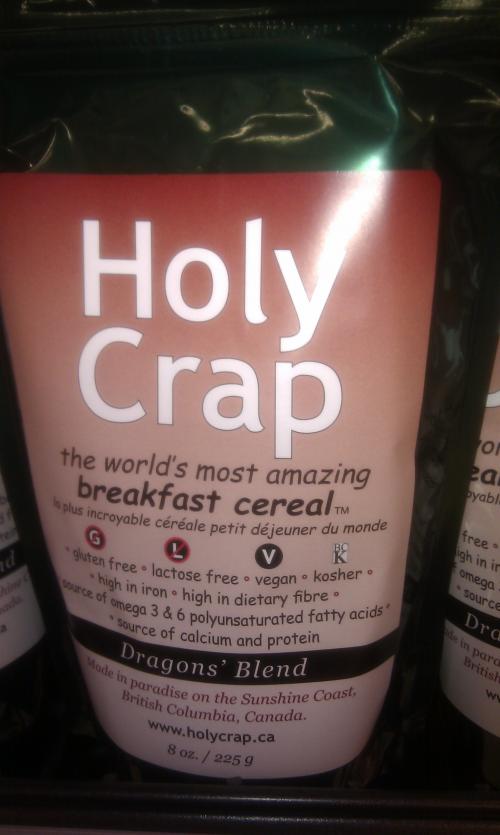 Holy
Crap
the world's most amazing
breakfast cereal™
la plus incroyable céréale petit déjeuner du monde
G L V BC K
• gluten free • lactose free • vegan • kosher •
• high in iron • high in dietary fibre •
source of omega 3 & 6 polyunsaturated fatty acids •
• source of calcium and protein
Dragons' Blend
Made in paradise on the Sunshine Coast,
British Columbia, Canada.
www.holycrap.ca
8 oz. / 225 g